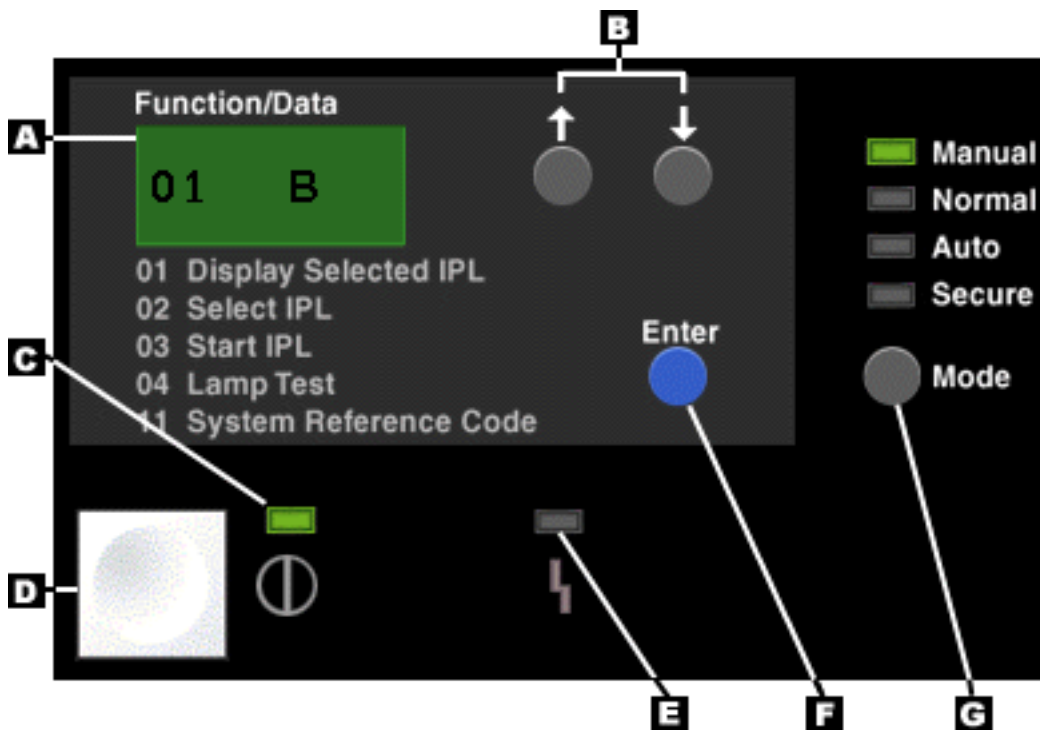 B
Function/Data
A
01 B
Manual
Normal
Auto
Secure
01 Display Selected IPL
02 Select IPL
03 Start IPL
04 Lamp Test
11 System Reference Code
Enter
C
Mode
D
E
F
G